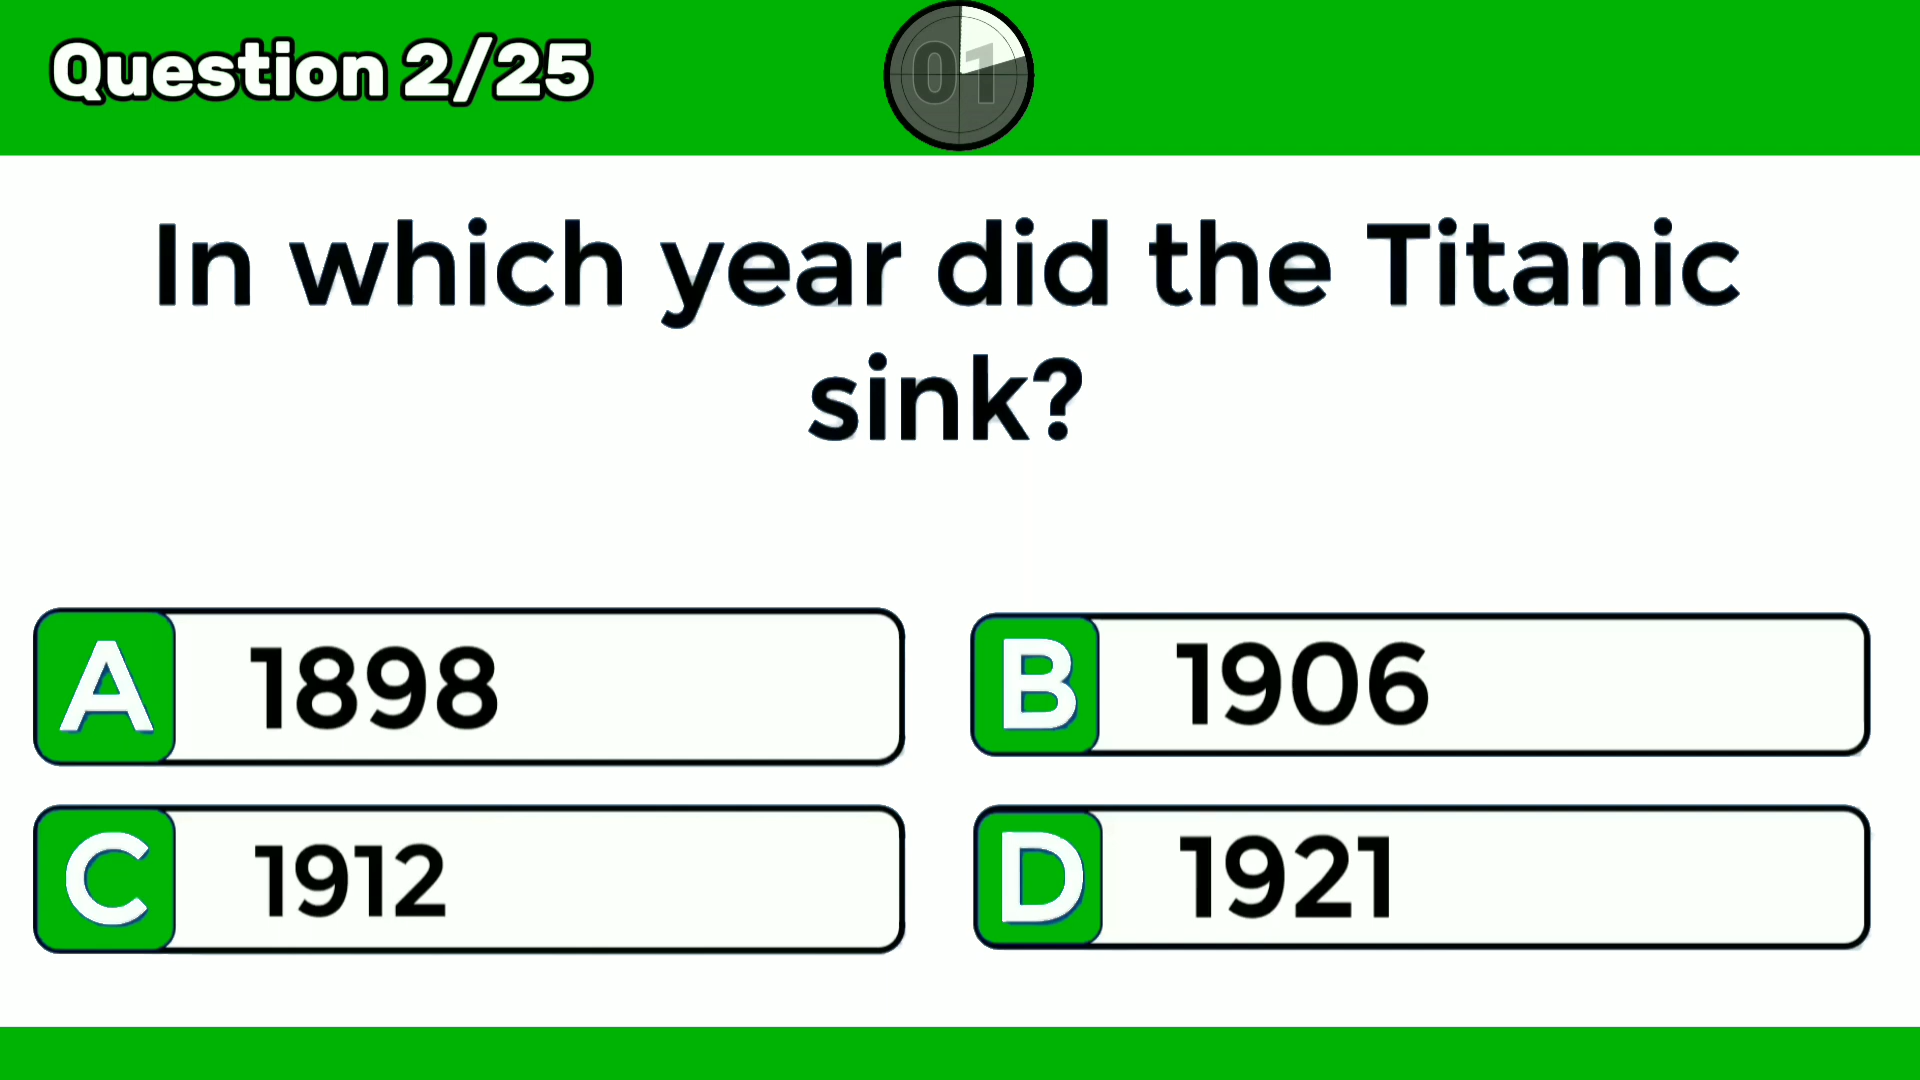 Question 2/25
01
In which year did the Titanic
sink?
A 1898
B 1906
C 1912
D 1921